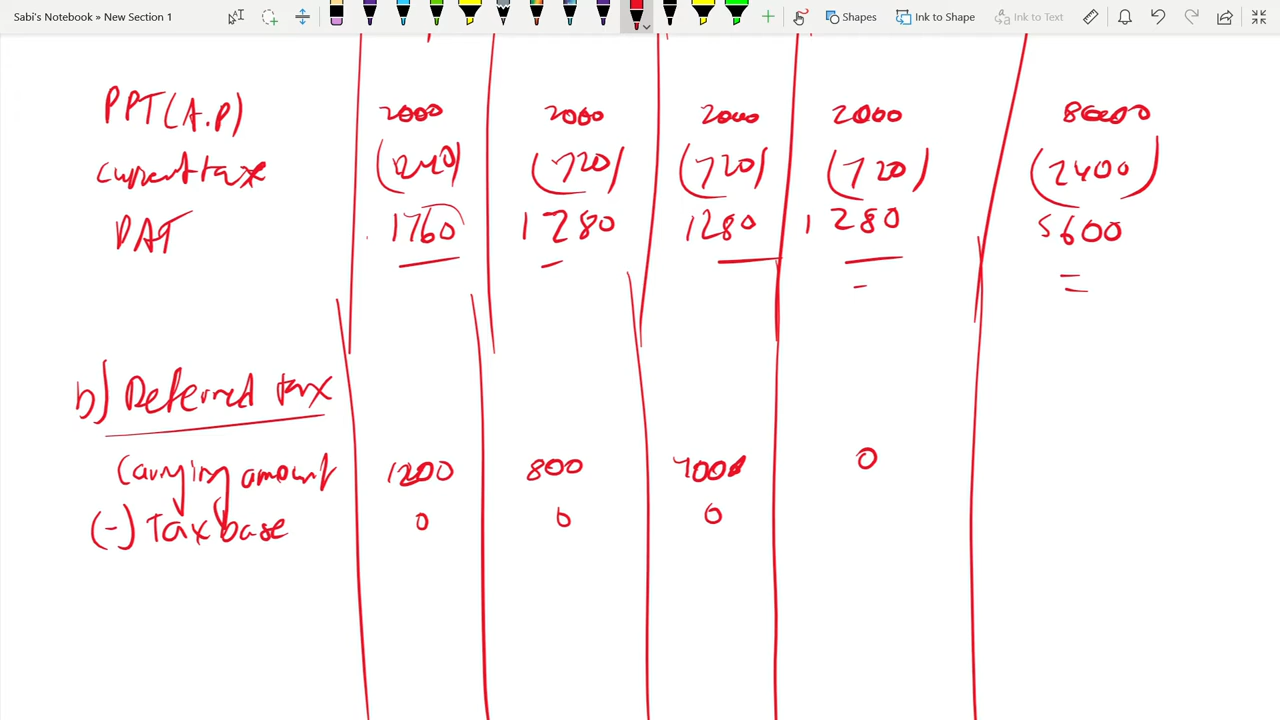 Sabi's Notebook » New Section 1 Shapes Ink to Shape Ink to Text
PPT(A.P) 2000 2000 2000 2000 8000
current tax (240) (720) (720) (720) (2400)
PAT 1760 1280 1280 1280 5600
b) Deferred tax
Carrying amount 1200 800 400 0
(-) Tax base 0 0 0